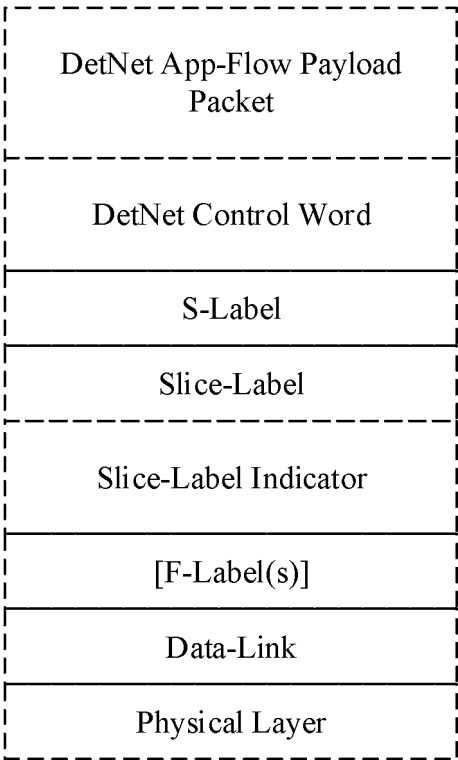 DetNet App-Flow Payload
Packet
DetNet Control Word
S-Label
Slice-Label
Slice-Label Indicator
[F-Label(s)]
Data-Link
Physical Layer